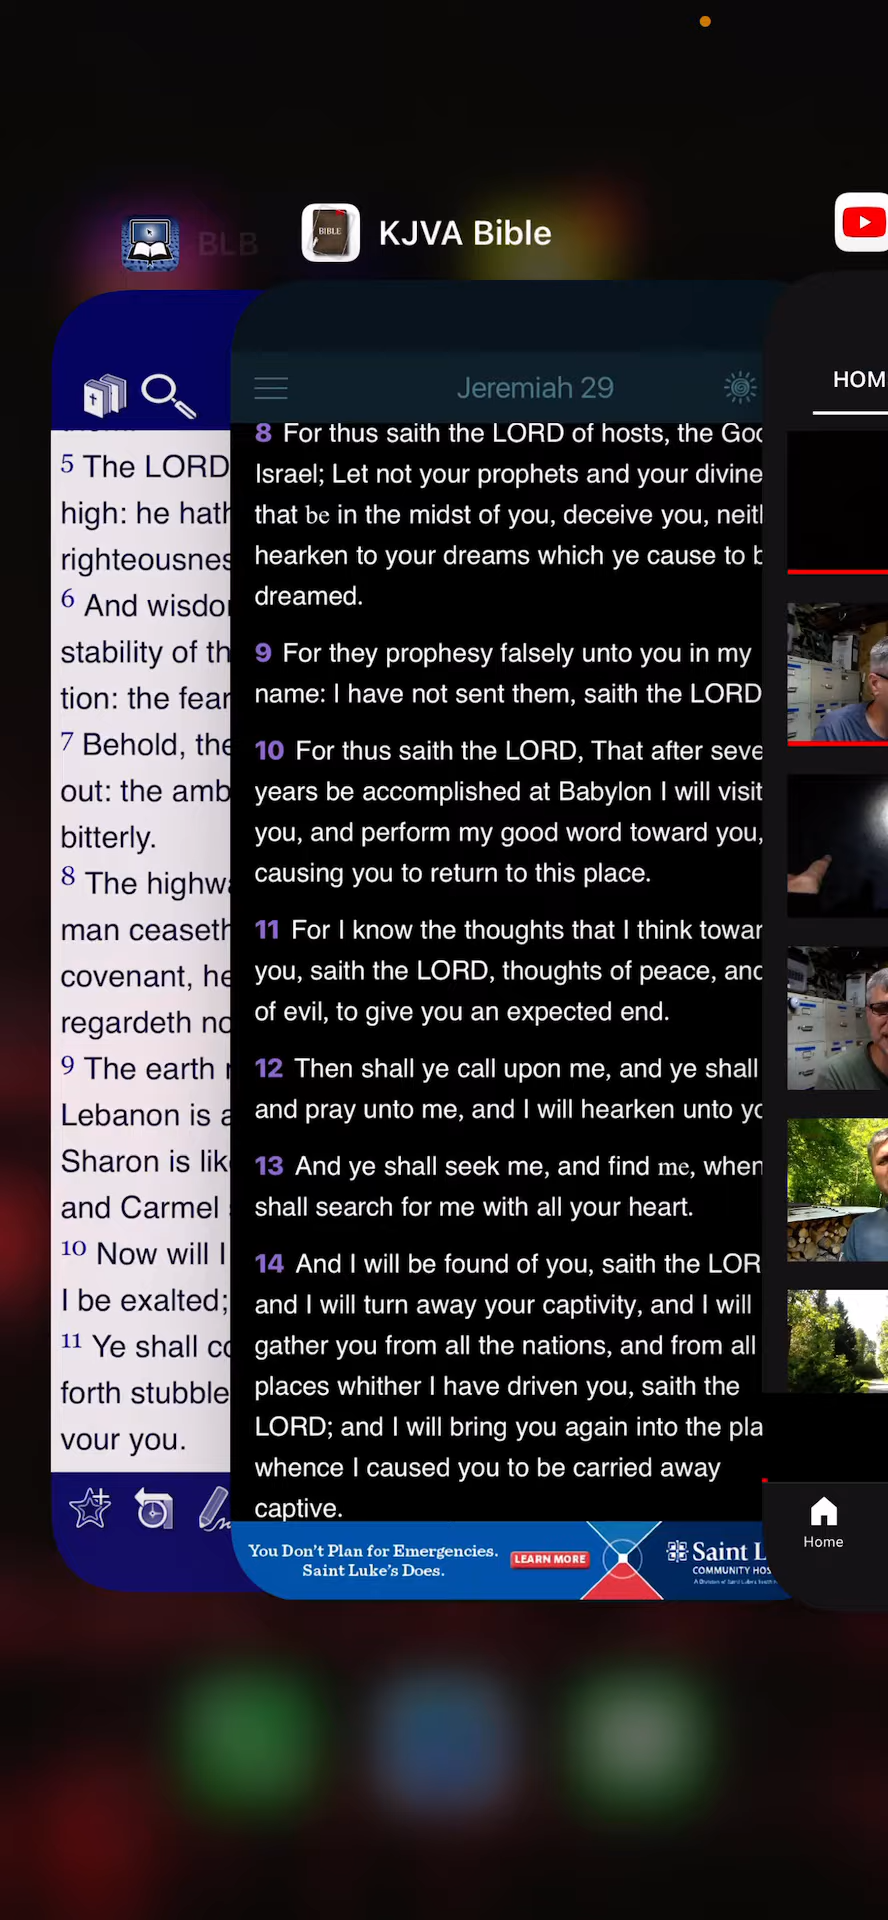 BLB
KJVA Bible
5 The LORD
high: he hath
righteousnes
6 And wisdo
stability of th
tion: the fear
7 Behold, the
out: the amb
bitterly.
8 The highwa
man ceaseth
covenant, he
regardeth no
9 The earth
Lebanon is a
Sharon is lik
and Carmel
10 Now will I
I be exalted;
11 Ye shall co
forth stubble
vour you.
Jeremiah 29
8 For thus saith the LORD of hosts, the God
Israel; Let not your prophets and your divine
that be in the midst of you, deceive you, neit
hearken to your dreams which ye cause to b
dreamed.
9 For they prophesy falsely unto you in my
name: I have not sent them, saith the LORD
10 For thus saith the LORD, That after seve
years be accomplished at Babylon I will visit
you, and perform my good word toward you,
causing you to return to this place.
11 For I know the thoughts that I think towar
you, saith the LORD, thoughts of peace, and
of evil, to give you an expected end.
12 Then shall ye call upon me, and ye shall
and pray unto me, and I will hearken unto yo
13 And ye shall seek me, and find me, when
shall search for me with all your heart.
14 And I will be found of you, saith the LOR
and I will turn away your captivity, and I will
gather you from all the nations, and from all
places whither I have driven you, saith the
LORD; and I will bring you again into the pla
whence I caused you to be carried away
captive.
You Don't Plan for Emergencies.
Saint Luke's Does.
LEARN MORE
Saint L
COMMUNITY HOS
HOM
Home